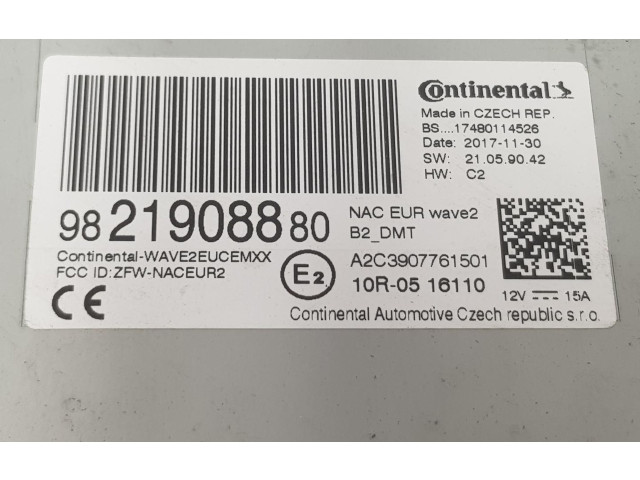 Continental
Made in CZECH REP.
BS....17480114526
Date: 2017-11-30
SW: 21.05.90.42
HW: C2
98 219088 80
NAC EUR wave2
B2_DMT
Continental-WAVE2EUCEMXX
FCC ID:ZFW-NACEUR2
E2
A2C3907761501
10R-05 16110
12V 15A
CE
Continental Automotive Czech republic s.r.o.